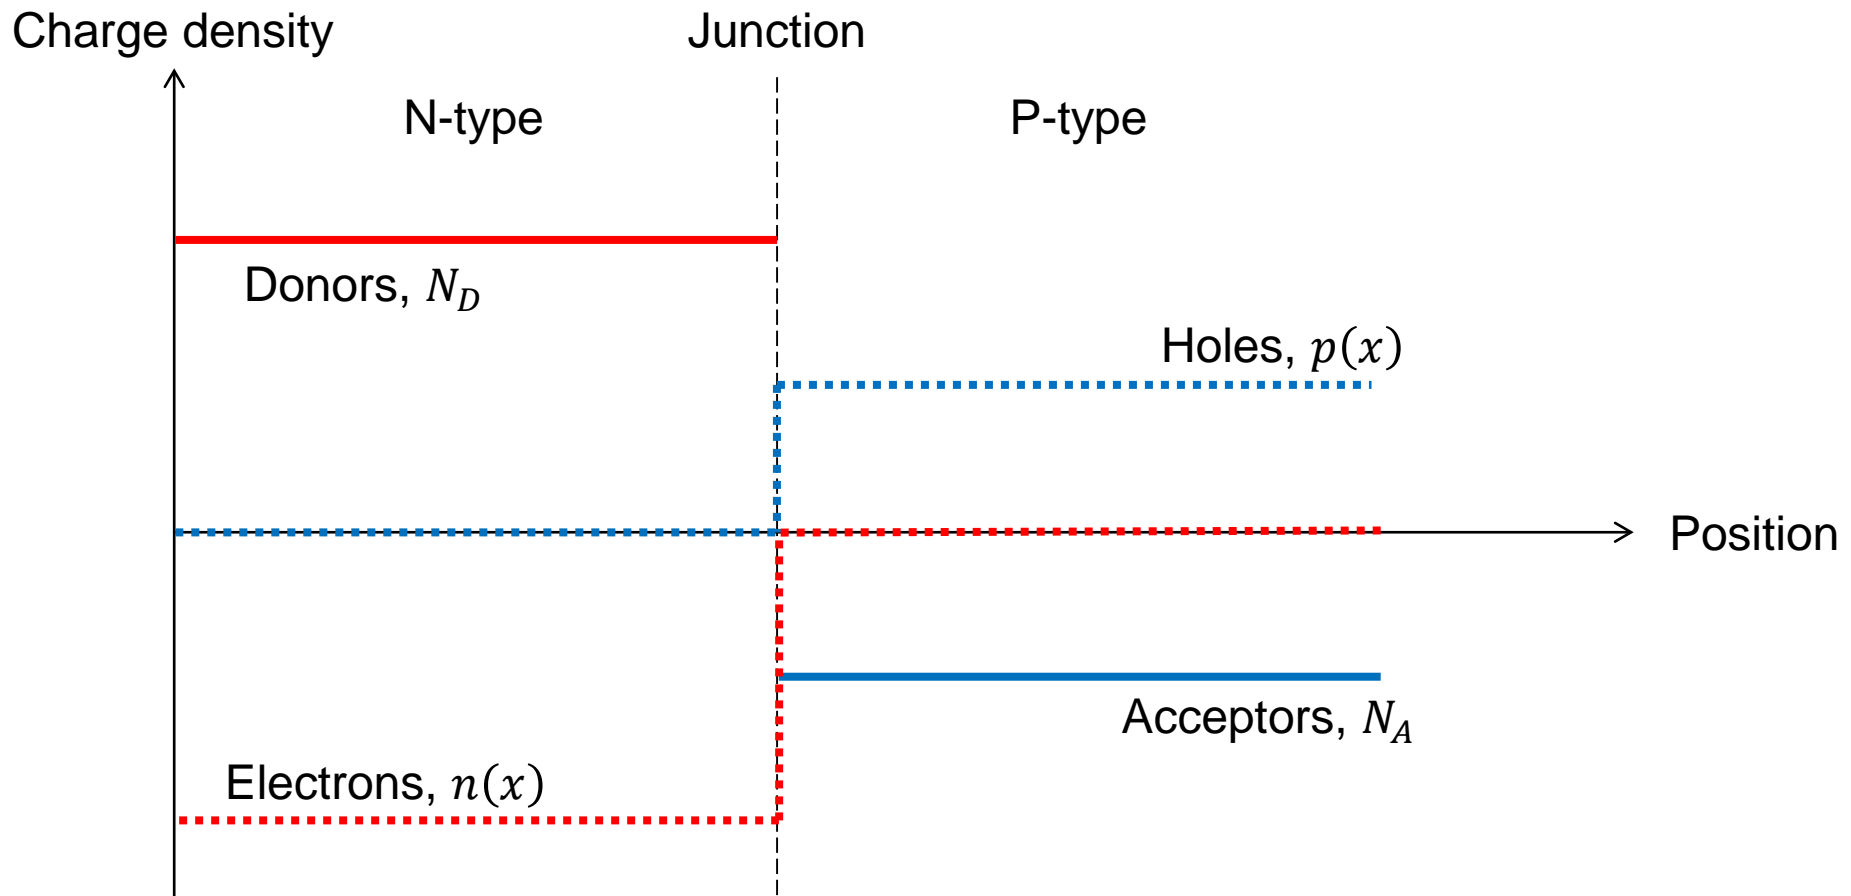 Charge density
Junction
N-type
P-type
Donors, N_D
Holes, p(x)
Position
Acceptors, N_A
Electrons, n(x)